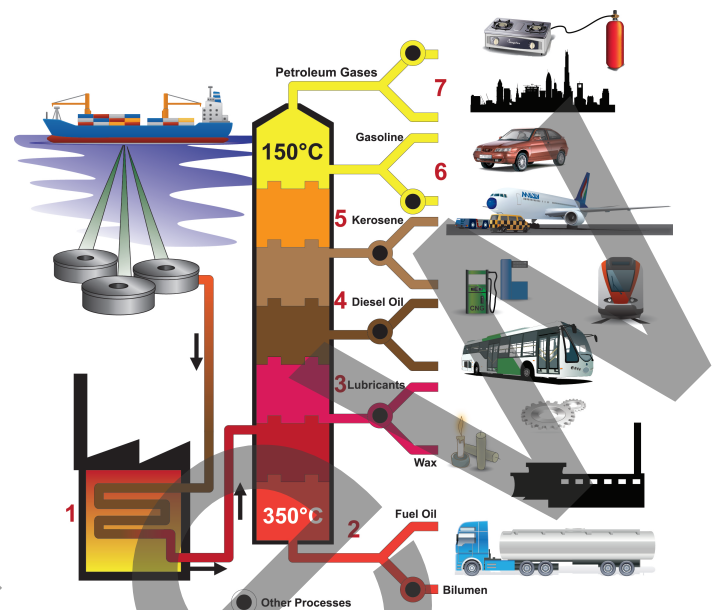 Petroleum Gases
7
Gasoline
150°C
6
5 Kerosene
4 Diesel Oil
CNG
3 Lubricants
Wax
1
350°C
2
Fuel Oil
Bilumen
Other Processes